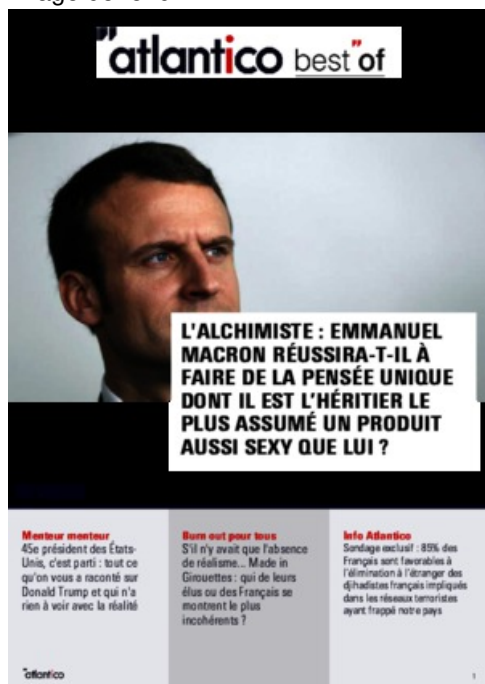 "atlantico best"of
L'ALCHIMISTE : EMMANUEL
MACRON RÉUSSIRA-T-IL À
FAIRE DE LA PENSÉE UNIQUE
DONT IL EST L'HÉRITIER LE
PLUS ASSUMÉ UN PRODUIT
AUSSI SEXY QUE LUI ?
Menteur menteur
45e président des États-
Unis, c'est parti : tout ce
qu'on vous a raconté sur
Donald Trump et qui n'a
rien à voir avec la réalité
Burn out pour tous
S'il n'y avait que l'absence
de réalisme... Made in
Girouettes : qui de leurs
élus ou des Français se
montrent le plus
incohérents ?
Info Atlantico
Sondage exclusif : 85% des
Français sont favorables à
l'élimination à l'étranger des
djihadistes français impliqués
dans les réseaux terroristes
ayant frappé notre pays
"atlantico
1